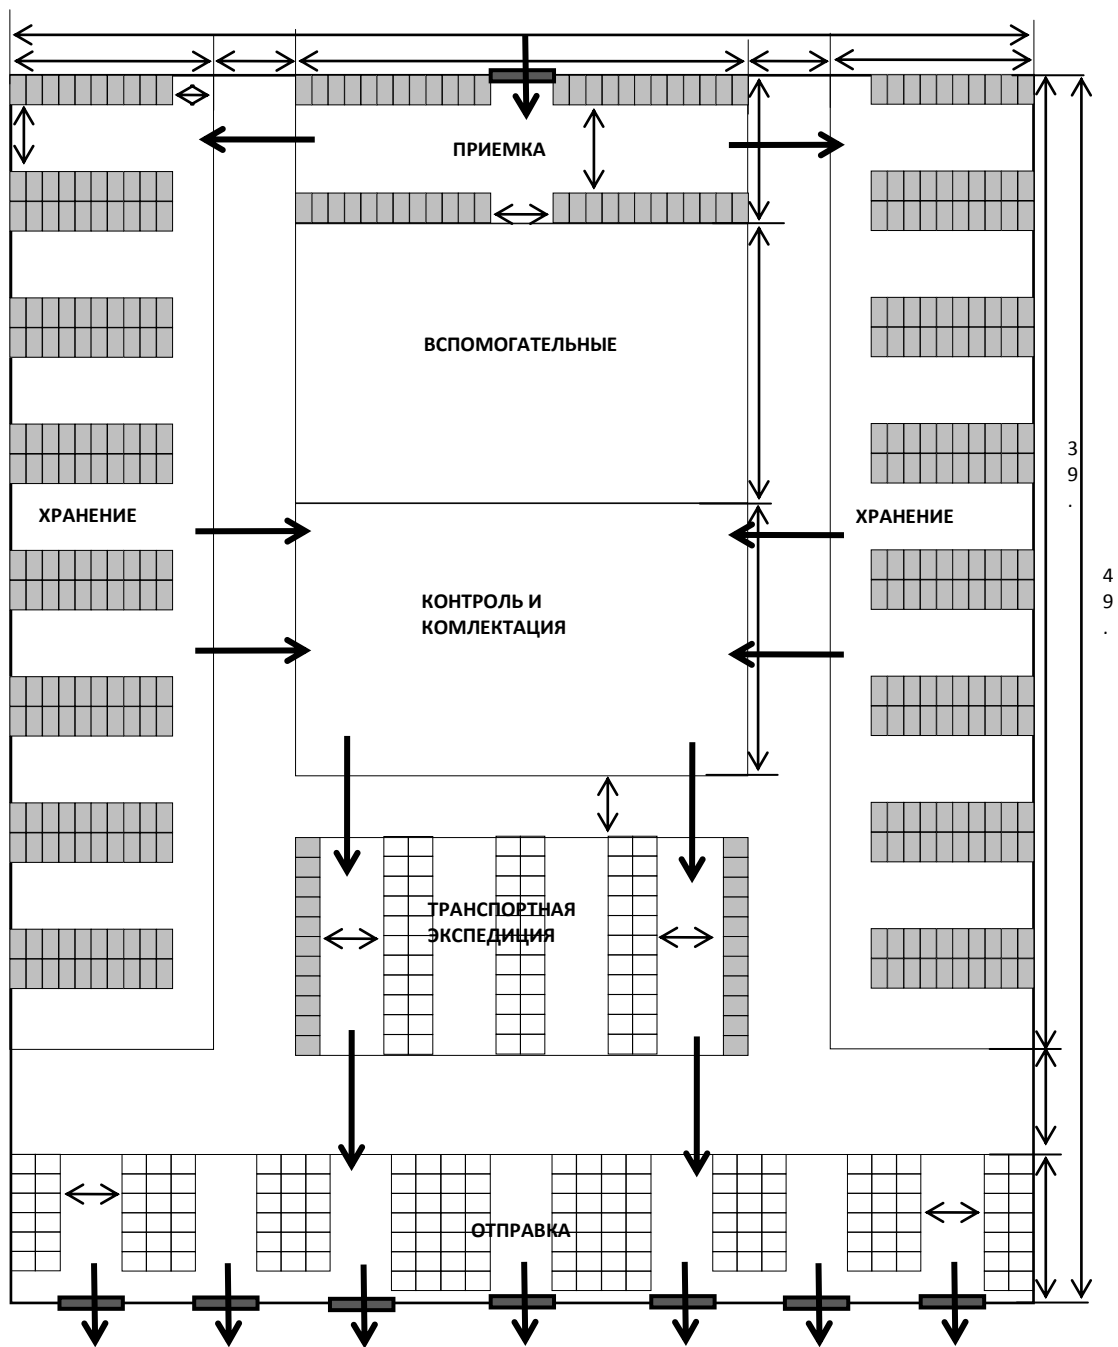 ПРИЕМКА
ВСПОМОГАТЕЛЬНЫЕ
3
9
.
ХРАНЕНИЕ
ХРАНЕНИЕ
4
9
.
КОНТРОЛЬ И
КОМЛЕКТАЦИЯ
ТРАНСПОРТНАЯ
ЭКСПЕДИЦИЯ
ОТПРАВКА